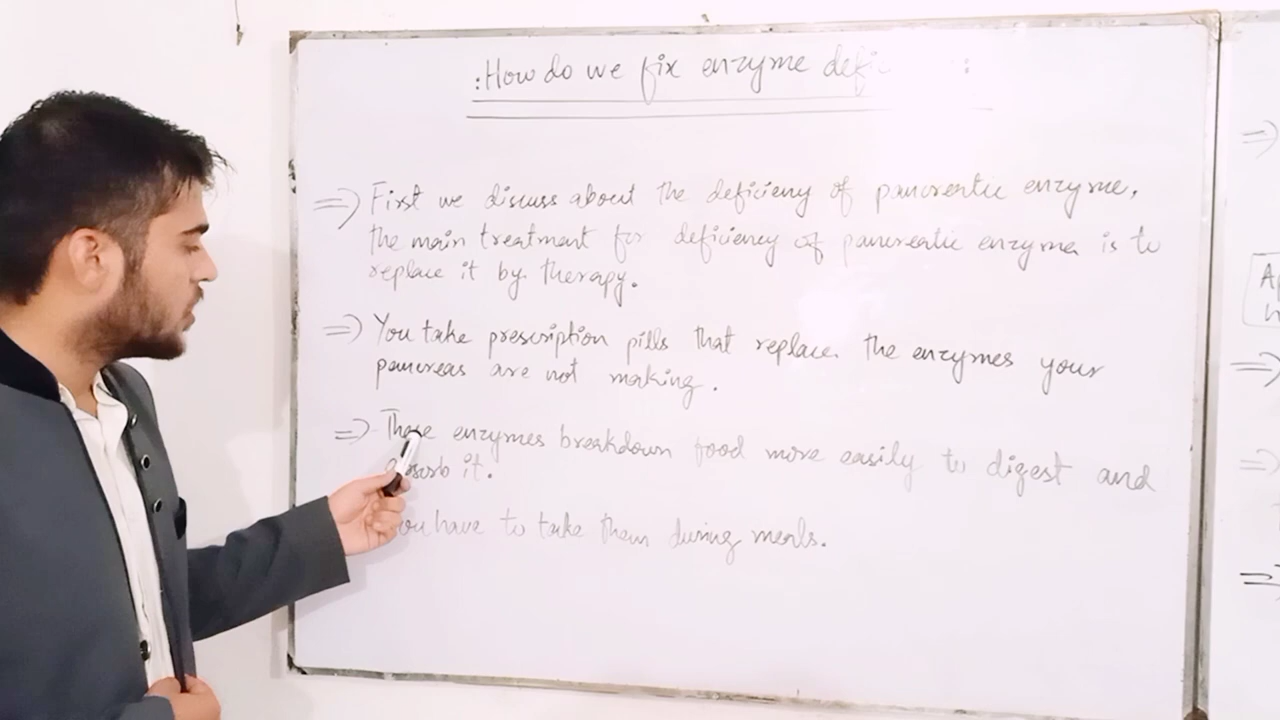 :How do we fix enzyme defi :
=> First we discuss about the deficieny of pancreatic enzyme,
the main treatment for deficiency of pancreatic enzyme is to
replace it by therapy.
=> You take prescription pills that replace the enzymes your
pancreas are not making.
=> These enzymes breakdown food more easily to digest and
absorb it.
you have to take them during meals.
=>
=>
=>
=>